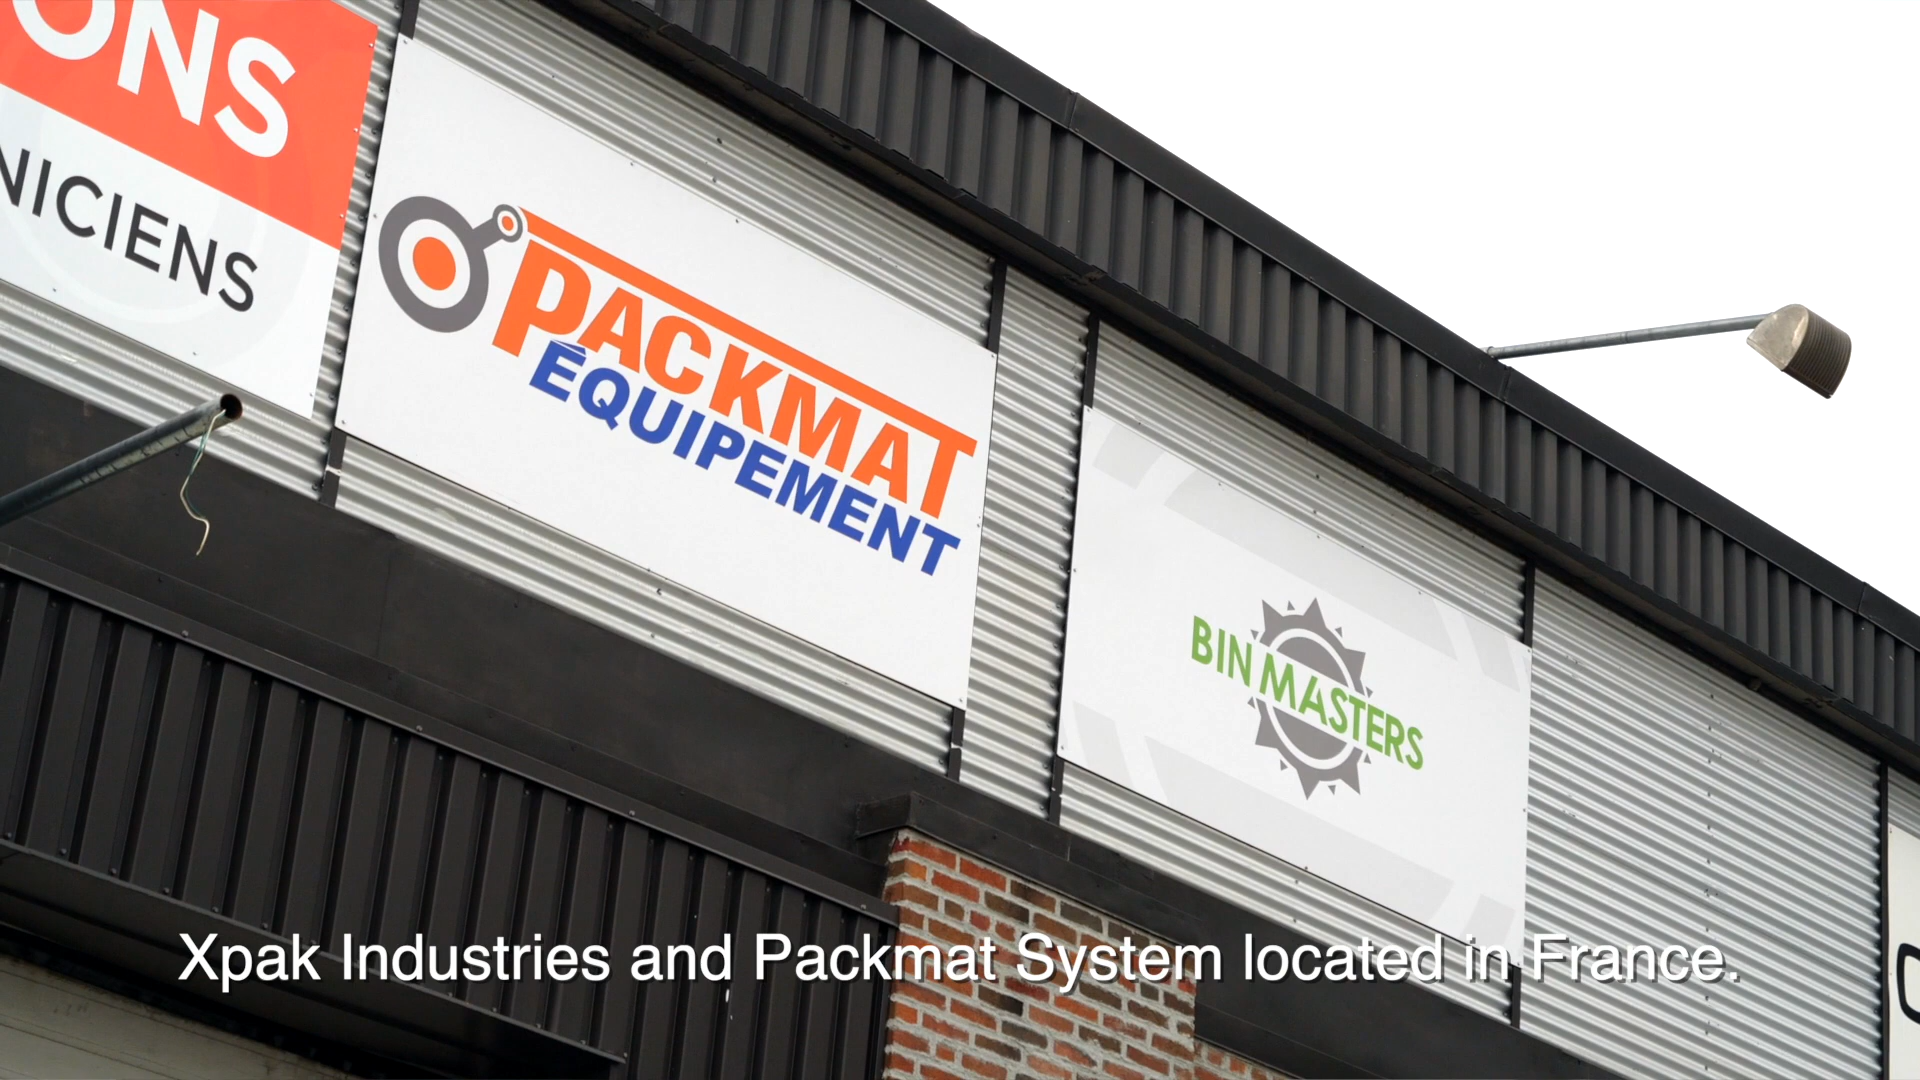 ONS
NICIENS
PACKMAT
ÉQUIPEMENT
BIN MASTERS
Xpak Industries and Packmat System located in France.